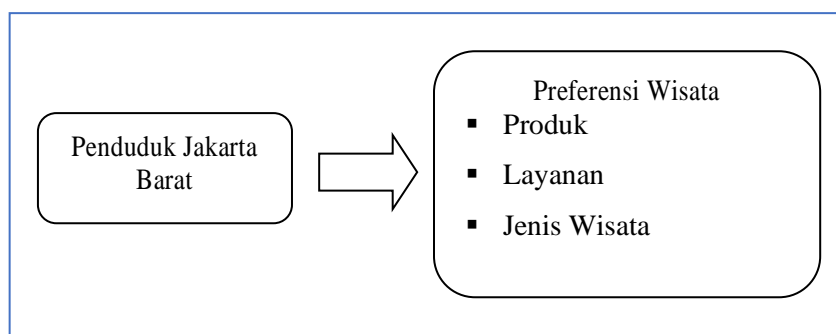 Penduduk Jakarta
Barat
Preferensi Wisata
▪ Produk
▪ Layanan
▪ Jenis Wisata